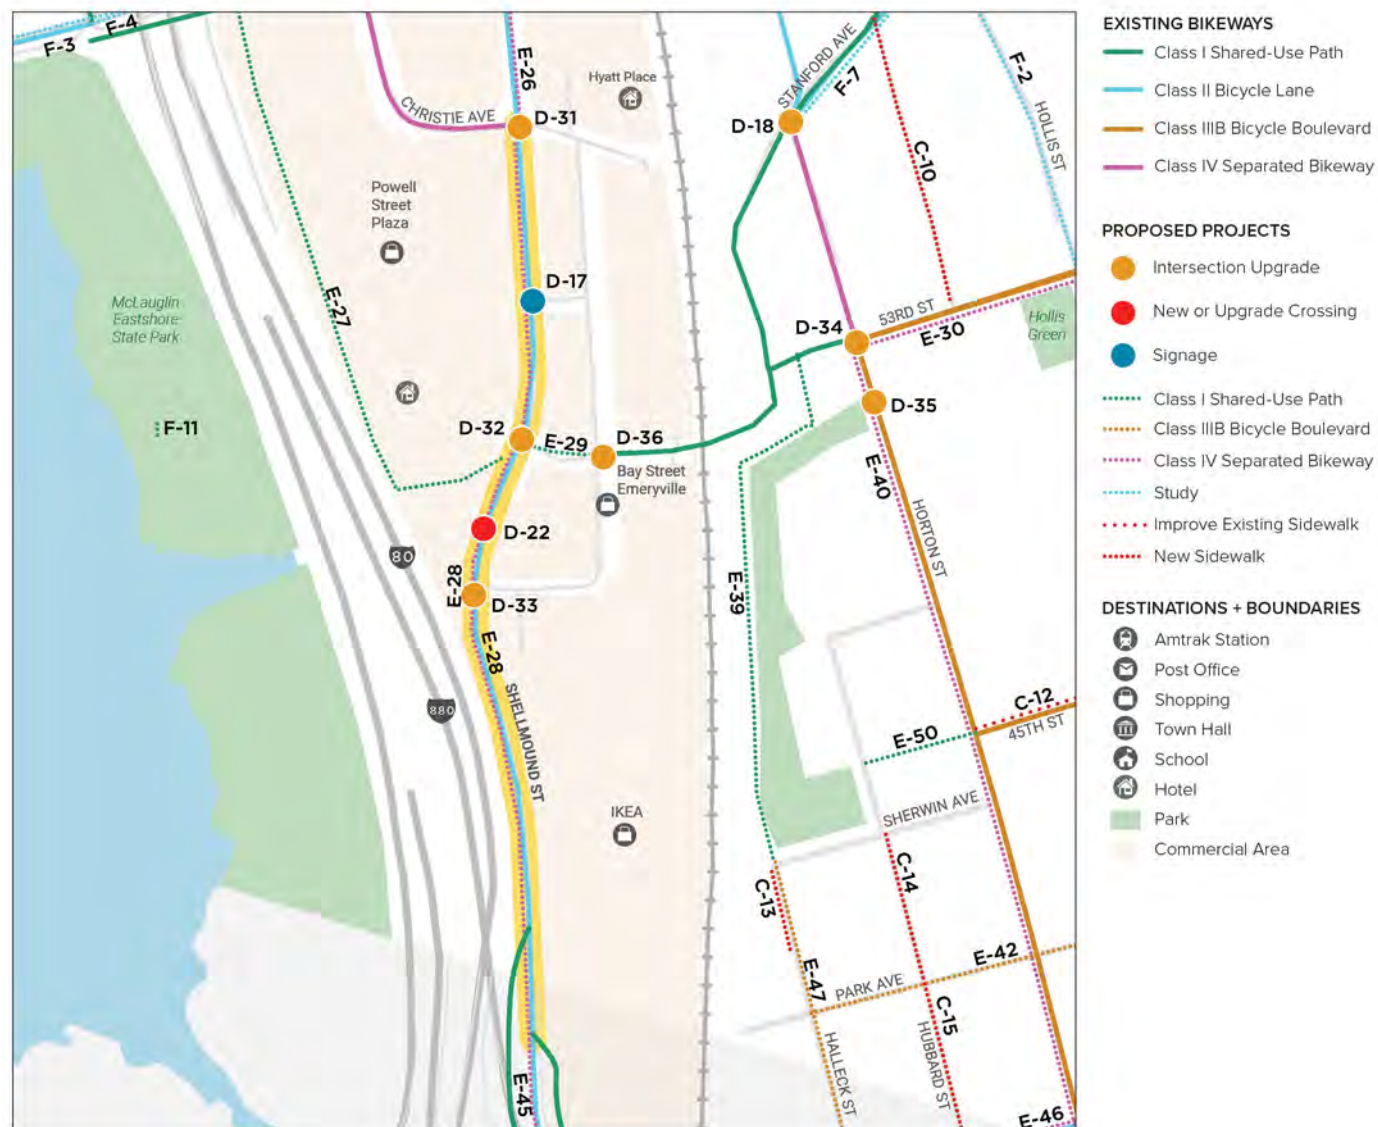 F-3
F-4
E-26
Hyatt Place
STANFORD AVE
F-7
F-2
HOLLIS ST
CHRISTIE AVE
D-31
D-18
C-10
Powell
Street
Plaza
D-17
E-27
McLaughlin
Eastshore
State Park
D-34
53RD ST
E-30
Hollis
Green
D-35
F-11
D-32
E-29
D-36
Bay Street
Emeryville
E-40
D-22
HORTON ST
80
E-28
D-33
E-39
E-28
880
SHELLMOUND ST
C-12
45TH ST
E-50
IKEA
SHERWIN AVE
C-13
C-14
E-47
PARK AVE
E-42
C-15
HALLECK ST
HUBBARD ST
E-45
E-46
EXISTING BIKEWAYS
Class I Shared-Use Path
Class II Bicycle Lane
Class IIIB Bicycle Boulevard
Class IV Separated Bikeway
PROPOSED PROJECTS
Intersection Upgrade
New or Upgrade Crossing
Signage
Class I Shared-Use Path
Class IIIB Bicycle Boulevard
Class IV Separated Bikeway
Study
Improve Existing Sidewalk
New Sidewalk
DESTINATIONS + BOUNDARIES
Amtrak Station
Post Office
Shopping
Town Hall
School
Hotel
Park
Commercial Area